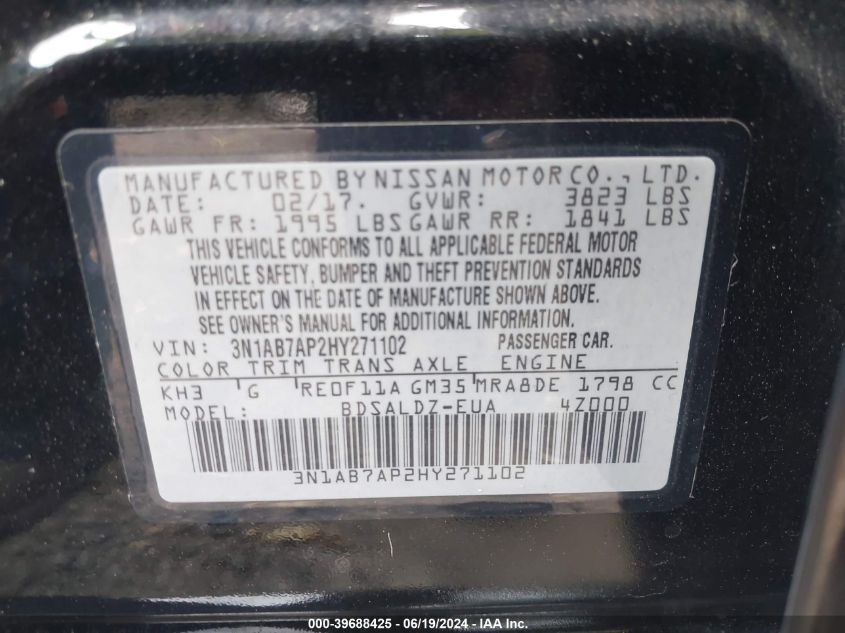 MANUFACTURED BY NISSAN MOTOR CO., LTD.
DATE: 02/17. GVWR: 3823 LBS
GAWR FR: 1995 LBS GAWR RR: 1841 LBS
THIS VEHICLE CONFORMS TO ALL APPLICABLE FEDERAL MOTOR
VEHICLE SAFETY, BUMPER AND THEFT PREVENTION STANDARDS
IN EFFECT ON THE DATE OF MANUFACTURE SHOWN ABOVE.
SEE OWNER'S MANUAL FOR ADDITIONAL INFORMATION.
VIN: 3N1AB7AP2HY271102 PASSENGER CAR.
COLOR TRIM TRANS AXLE ENGINE
KH3 G RE0F11A GM35 MRA8DE 1798 CC
MODEL: BDSALDZ-EUA 4Z000
3N1AB7AP2HY271102
000-39688425 - 06/19/2024 - IAA Inc.